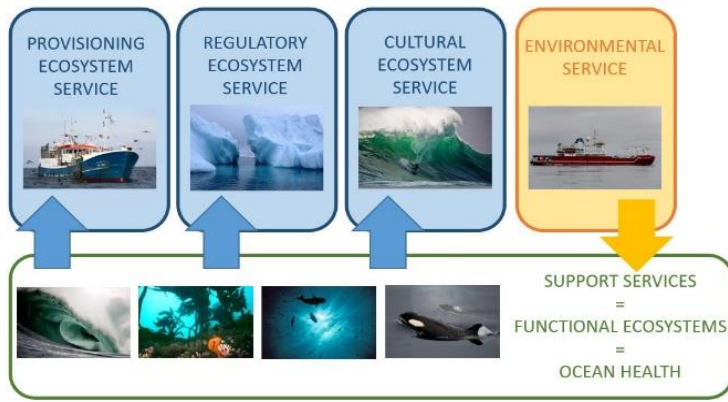 PROVISIONING
ECOSYSTEM
SERVICE
REGULATORY
ECOSYSTEM
SERVICE
CULTURAL
ECOSYSTEM
SERVICE
ENVIRONMENTAL
SERVICE
SUPPORT SERVICES
=
FUNCTIONAL ECOSYSTEMS
=
OCEAN HEALTH